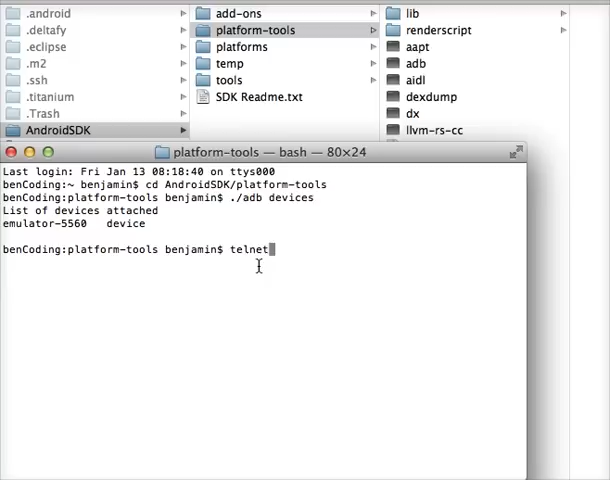 .android
.deltafy
.eclipse
.m2
.ssh
.titanium
.Trash
AndroidSDK
add-ons
platform-tools
platforms
temp
tools
SDK Readme.txt
lib
renderscript
aapt
adb
aidl
dexdump
dx
llvm-rs-cc
platform-tools — bash — 80×24
Last login: Fri Jan 13 08:18:40 on ttys000
benCoding:~ benjamin$ cd AndroidSDK/platform-tools
benCoding:platform-tools benjamin$ ./adb devices
List of devices attached
emulator-5560 device
benCoding:platform-tools benjamin$ telnet